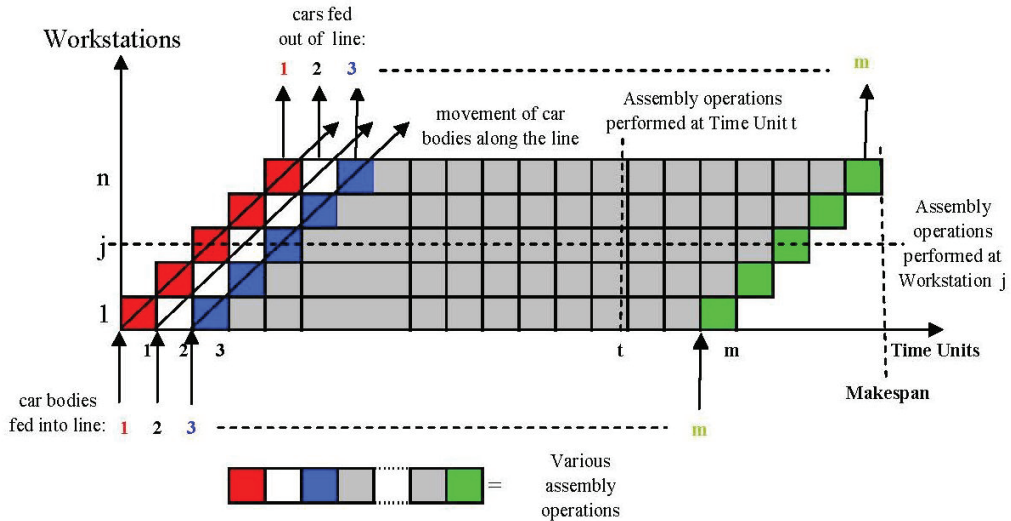 cars fed
out of line:
Workstations
1 2 3
m
movement of car
bodies along the line
Assembly operations
performed at Time Unit t
n
j
1
Assembly
operations
performed at
Workstation j
1 2 3
t
m
Time Units
Makespan
car bodies
fed into line: 1 2 3
m
=
Various
assembly
operations